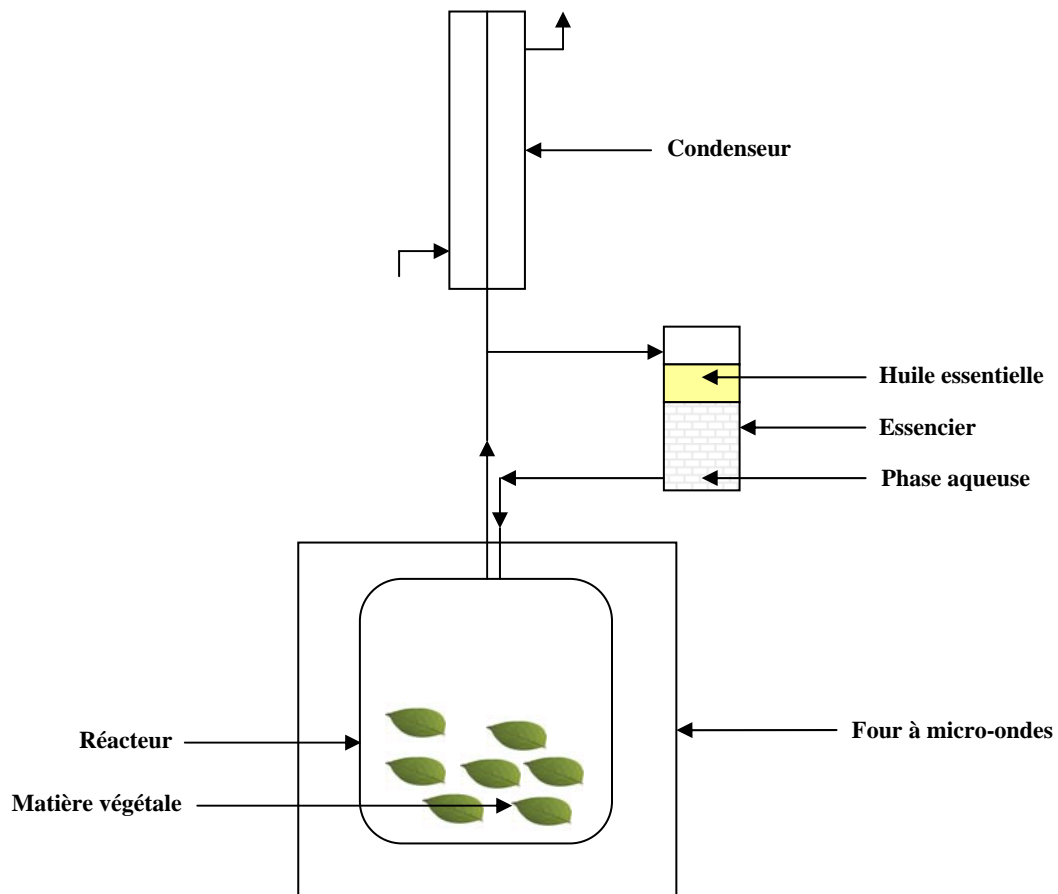 Condenseur
Huile essentielle
Essencier
Phase aqueuse
Réacteur
Four à micro-ondes
Matière végétale